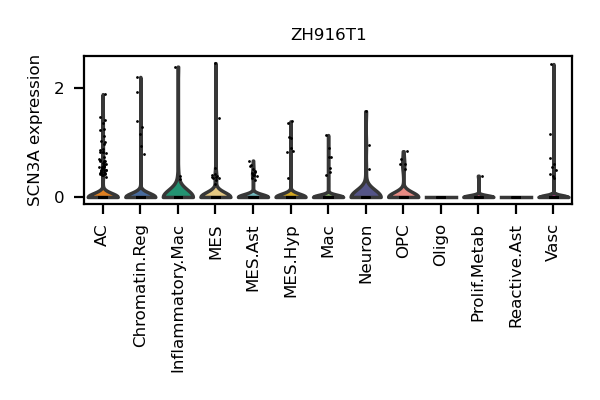 ZH916T1
SCN3A expression
2
0
AC
Chromatin.Reg
Inflammatory.Mac
MES
MES.Ast
MES.Hyp
Mac
Neuron
OPC
Oligo
Prolif.Metab
Reactive.Ast
Vasc